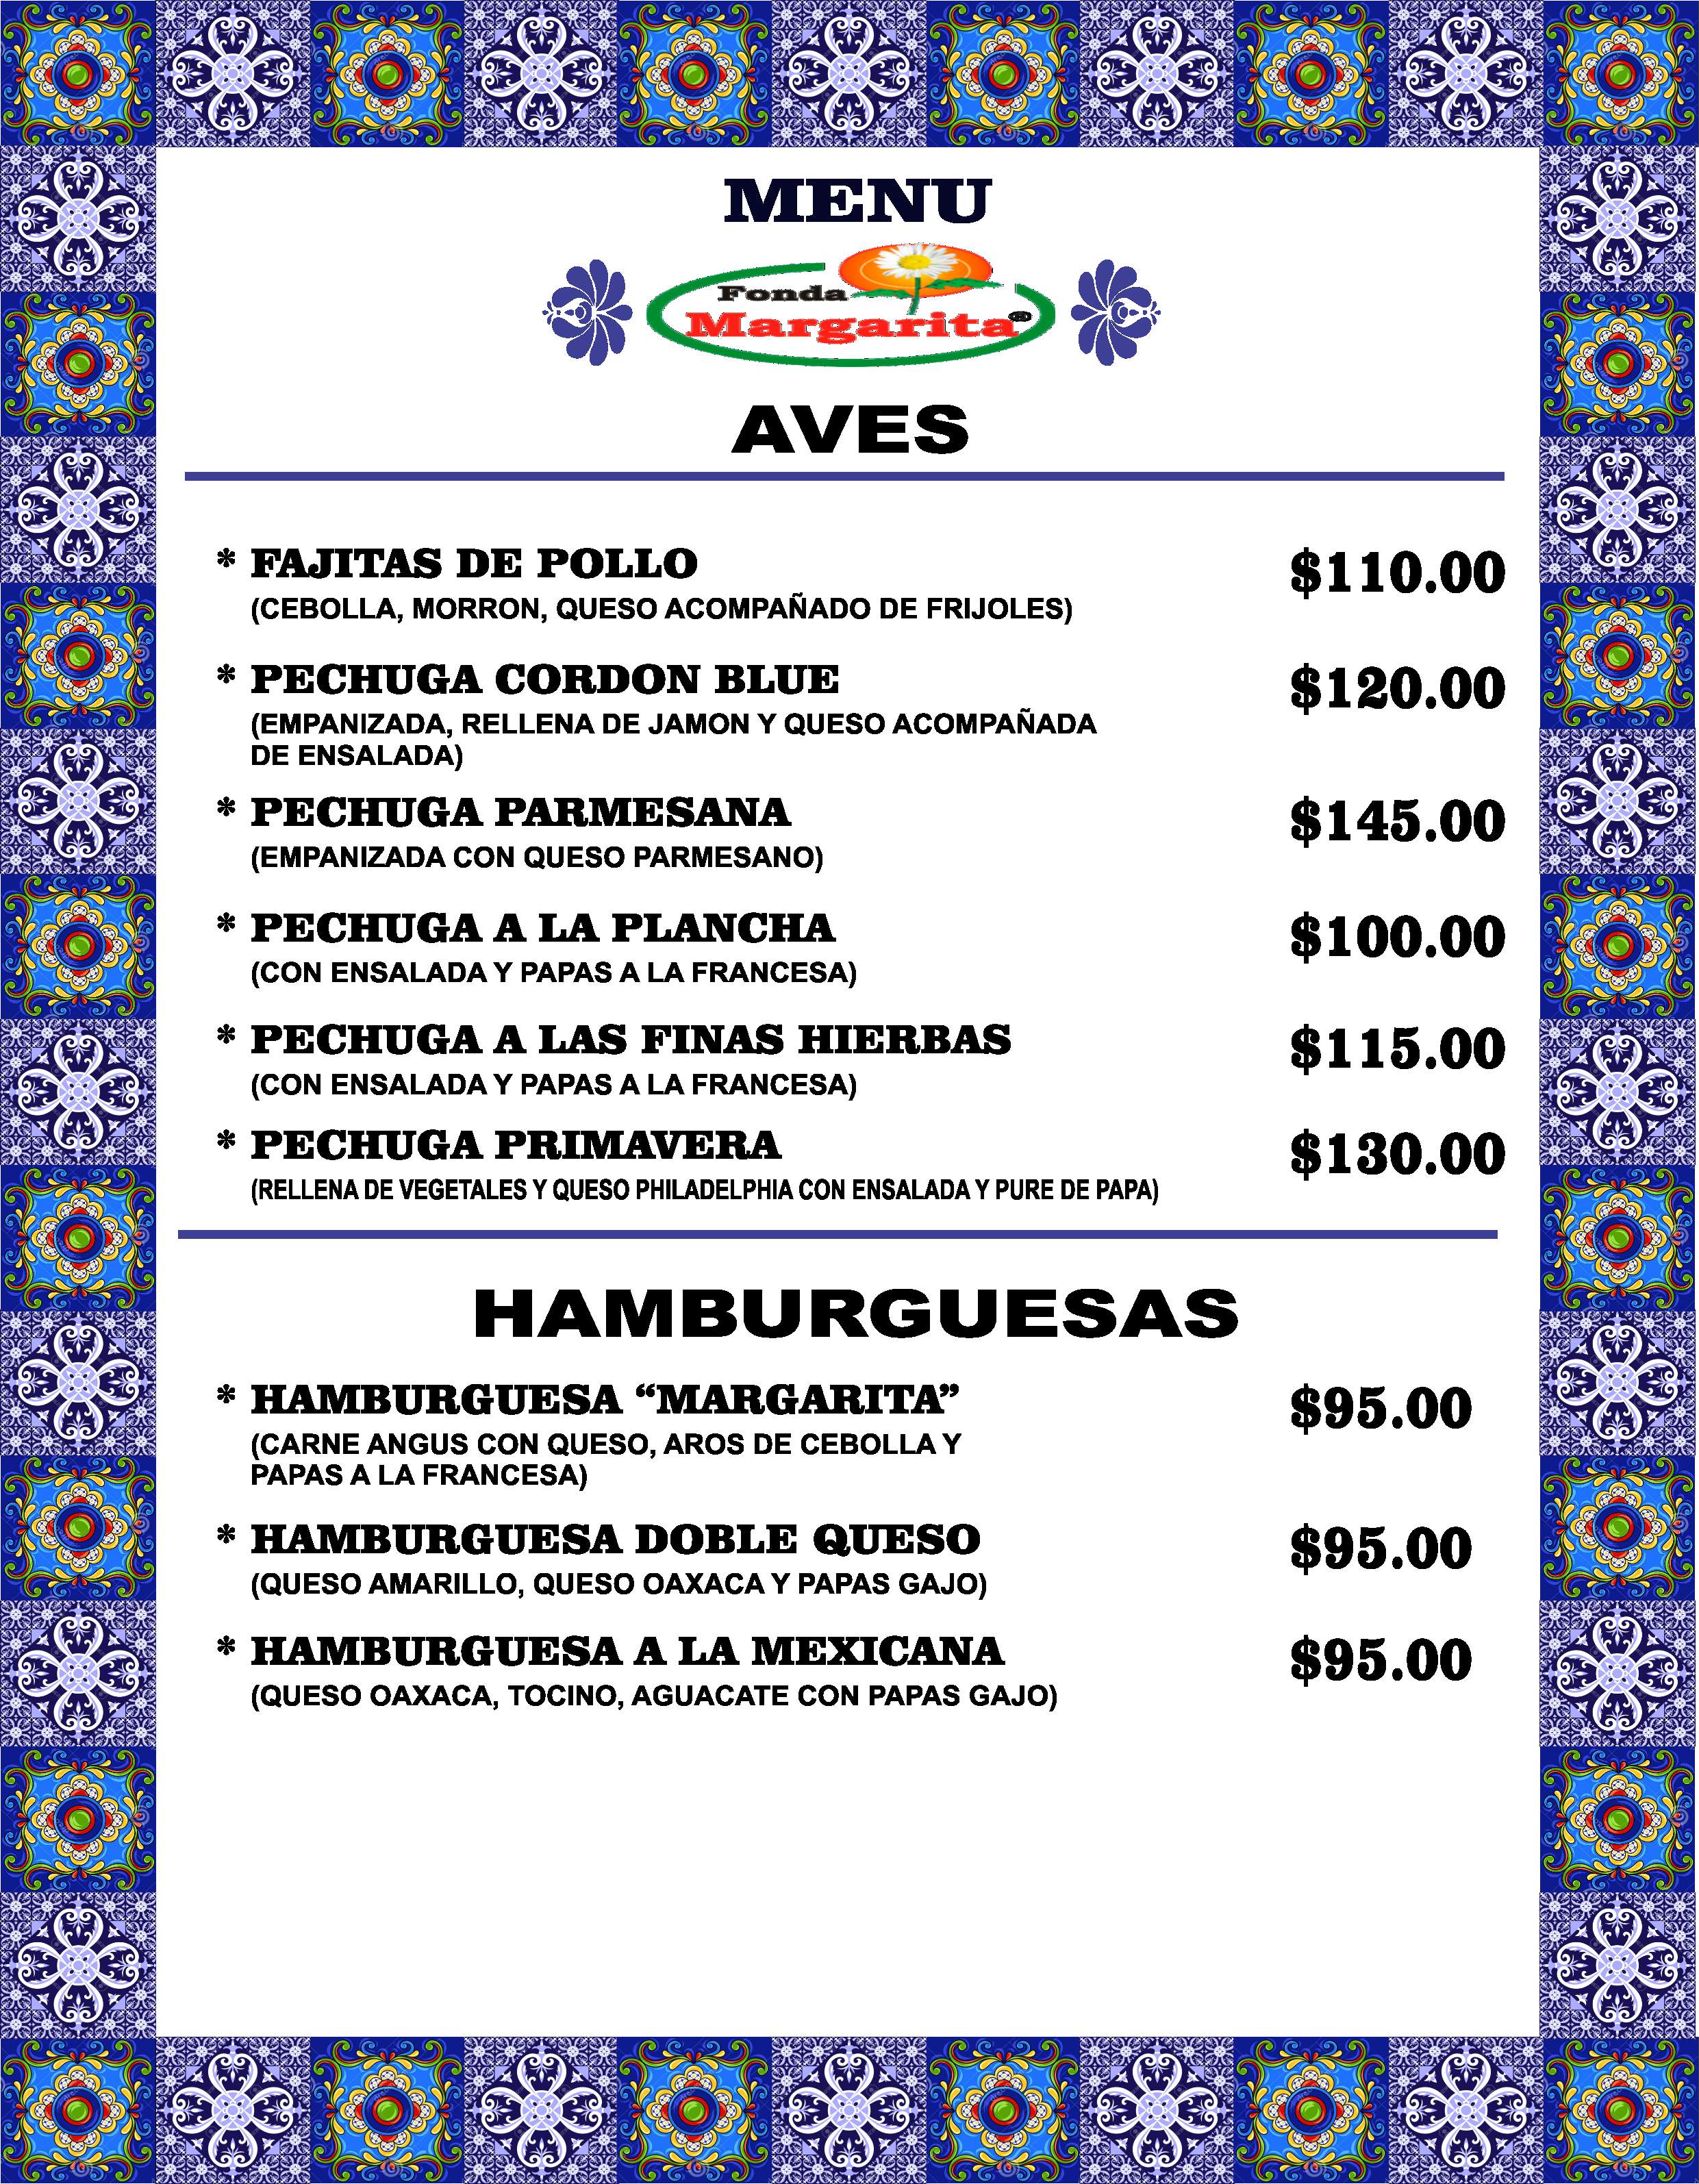 MENU
Fonda
Margarita®
AVES
* FAJITAS DE POLLO $110.00
(CEBOLLA, MORRON, QUESO ACOMPAÑADO DE FRIJOLES)
* PECHUGA CORDON BLUE $120.00
(EMPANIZADA, RELLENA DE JAMON Y QUESO ACOMPAÑADA
DE ENSALADA)
* PECHUGA PARMESANA $145.00
(EMPANIZADA CON QUESO PARMESANO)
* PECHUGA A LA PLANCHA $100.00
(CON ENSALADA Y PAPAS A LA FRANCESA)
* PECHUGA A LAS FINAS HIERBAS $115.00
(CON ENSALADA Y PAPAS A LA FRANCESA)
* PECHUGA PRIMAVERA $130.00
(RELLENA DE VEGETALES Y QUESO PHILADELPHIA CON ENSALADA Y PURE DE PAPA)
HAMBURGUESAS
* HAMBURGUESA “MARGARITA” $95.00
(CARNE ANGUS CON QUESO, AROS DE CEBOLLA Y
PAPAS A LA FRANCESA)
* HAMBURGUESA DOBLE QUESO $95.00
(QUESO AMARILLO, QUESO OAXACA Y PAPAS GAJO)
* HAMBURGUESA A LA MEXICANA $95.00
(QUESO OAXACA, TOCINO, AGUACATE CON PAPAS GAJO)